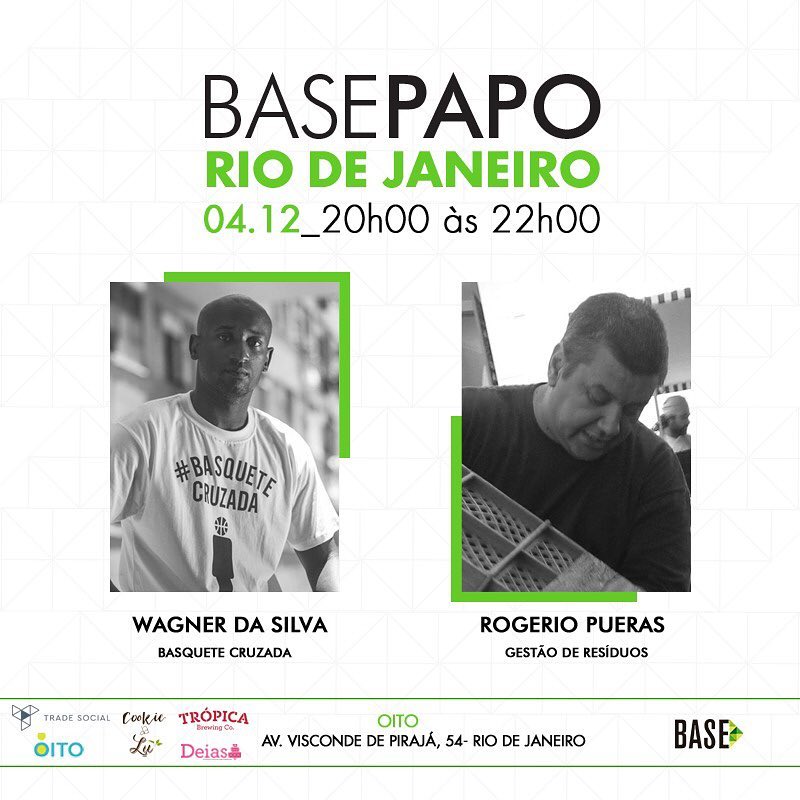 BASEPAPO
RIO DE JANEIRO
04.12_20h00 às 22h00
#BASQUETE
CRUZADA
WAGNER DA SILVA
BASQUETE CRUZADA
ROGERIO PUERAS
GESTÃO DE RESÍDUOS
TRADE SOCIAL
OITO
Cookie
da
Lu
TRÓPICA
Brewing Co.
Deias
OITO
AV. VISCONDE DE PIRAJÁ, 54- RIO DE JANEIRO
BASE